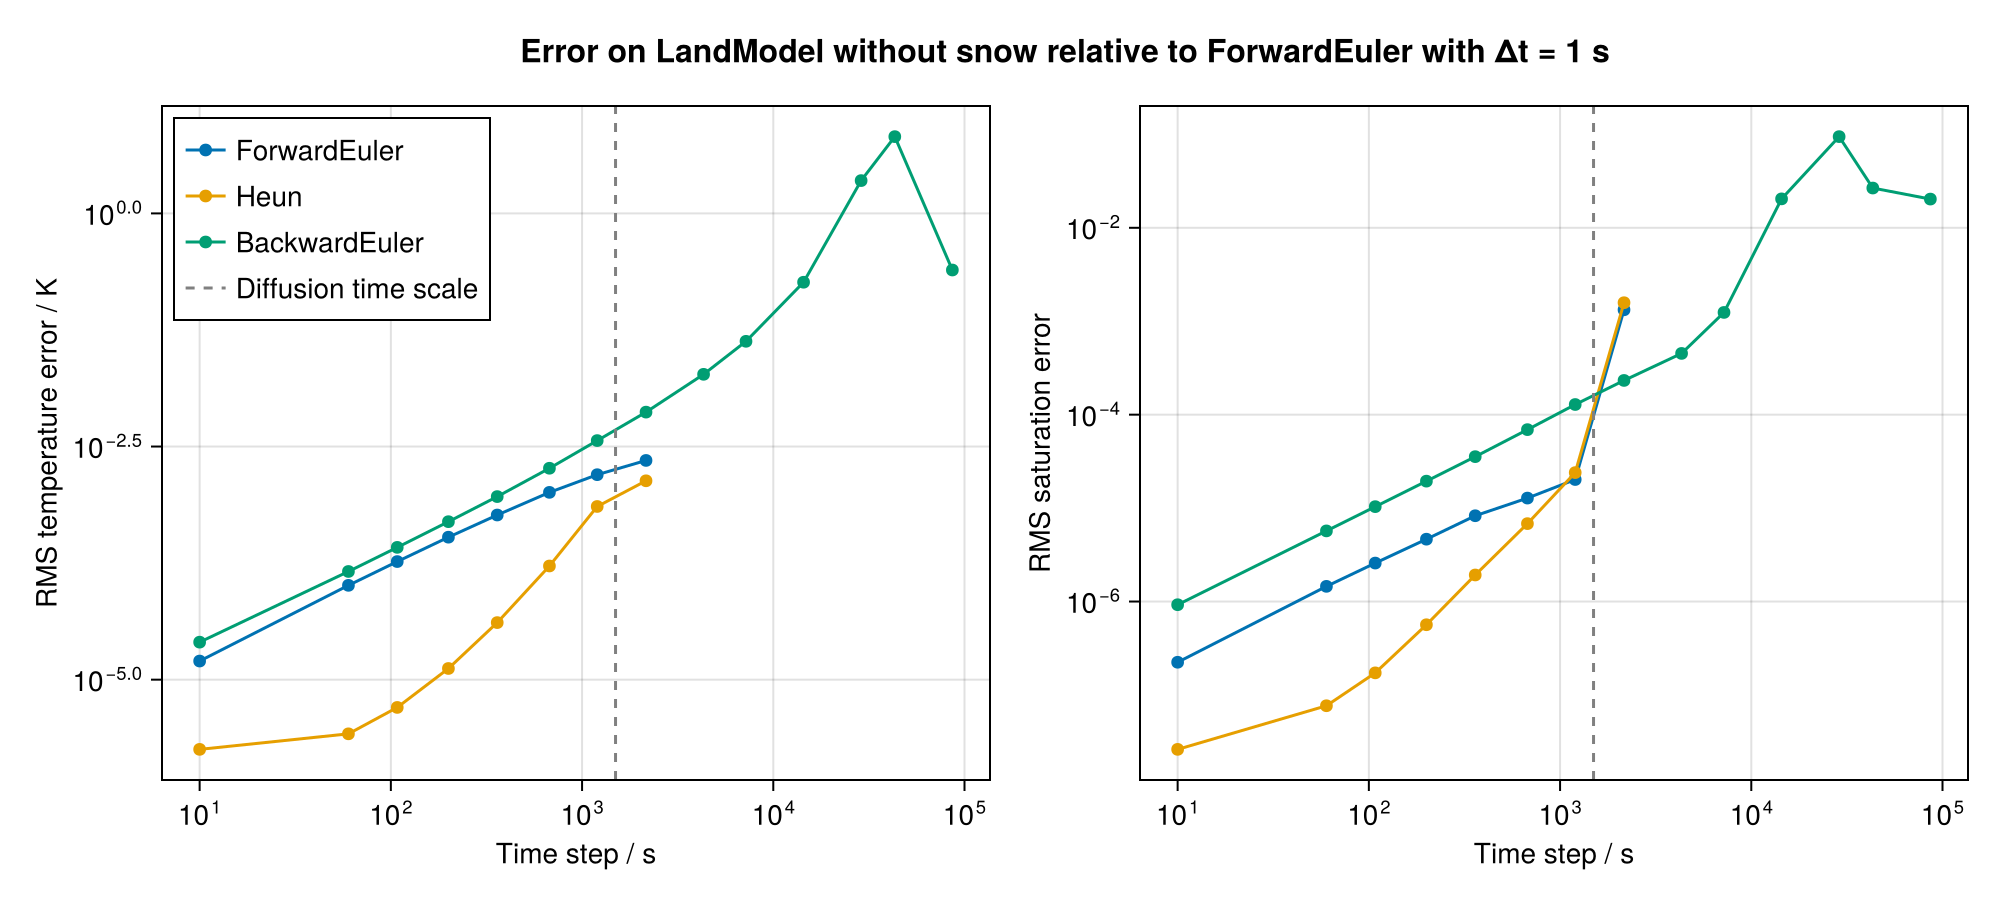 Error on LandModel without snow relative to ForwardEuler with Δt = 1 s
ForwardEuler
Heun
BackwardEuler
Diffusion time scale
RMS temperature error / K
10^0.0
10^−2.5
10^−5.0
10^1 10^2 10^3 10^4 10^5
Time step / s
RMS saturation error
10^−2
10^−4
10^−6
10^1 10^2 10^3 10^4 10^5
Time step / s